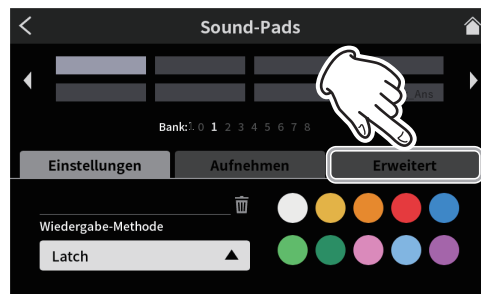 Sound-Pads
Ans
Bank: 1 0 1 2 3 4 5 6 7 8
Einstellungen Aufnehmen Erweitert
Wiedergabe-Methode
Latch